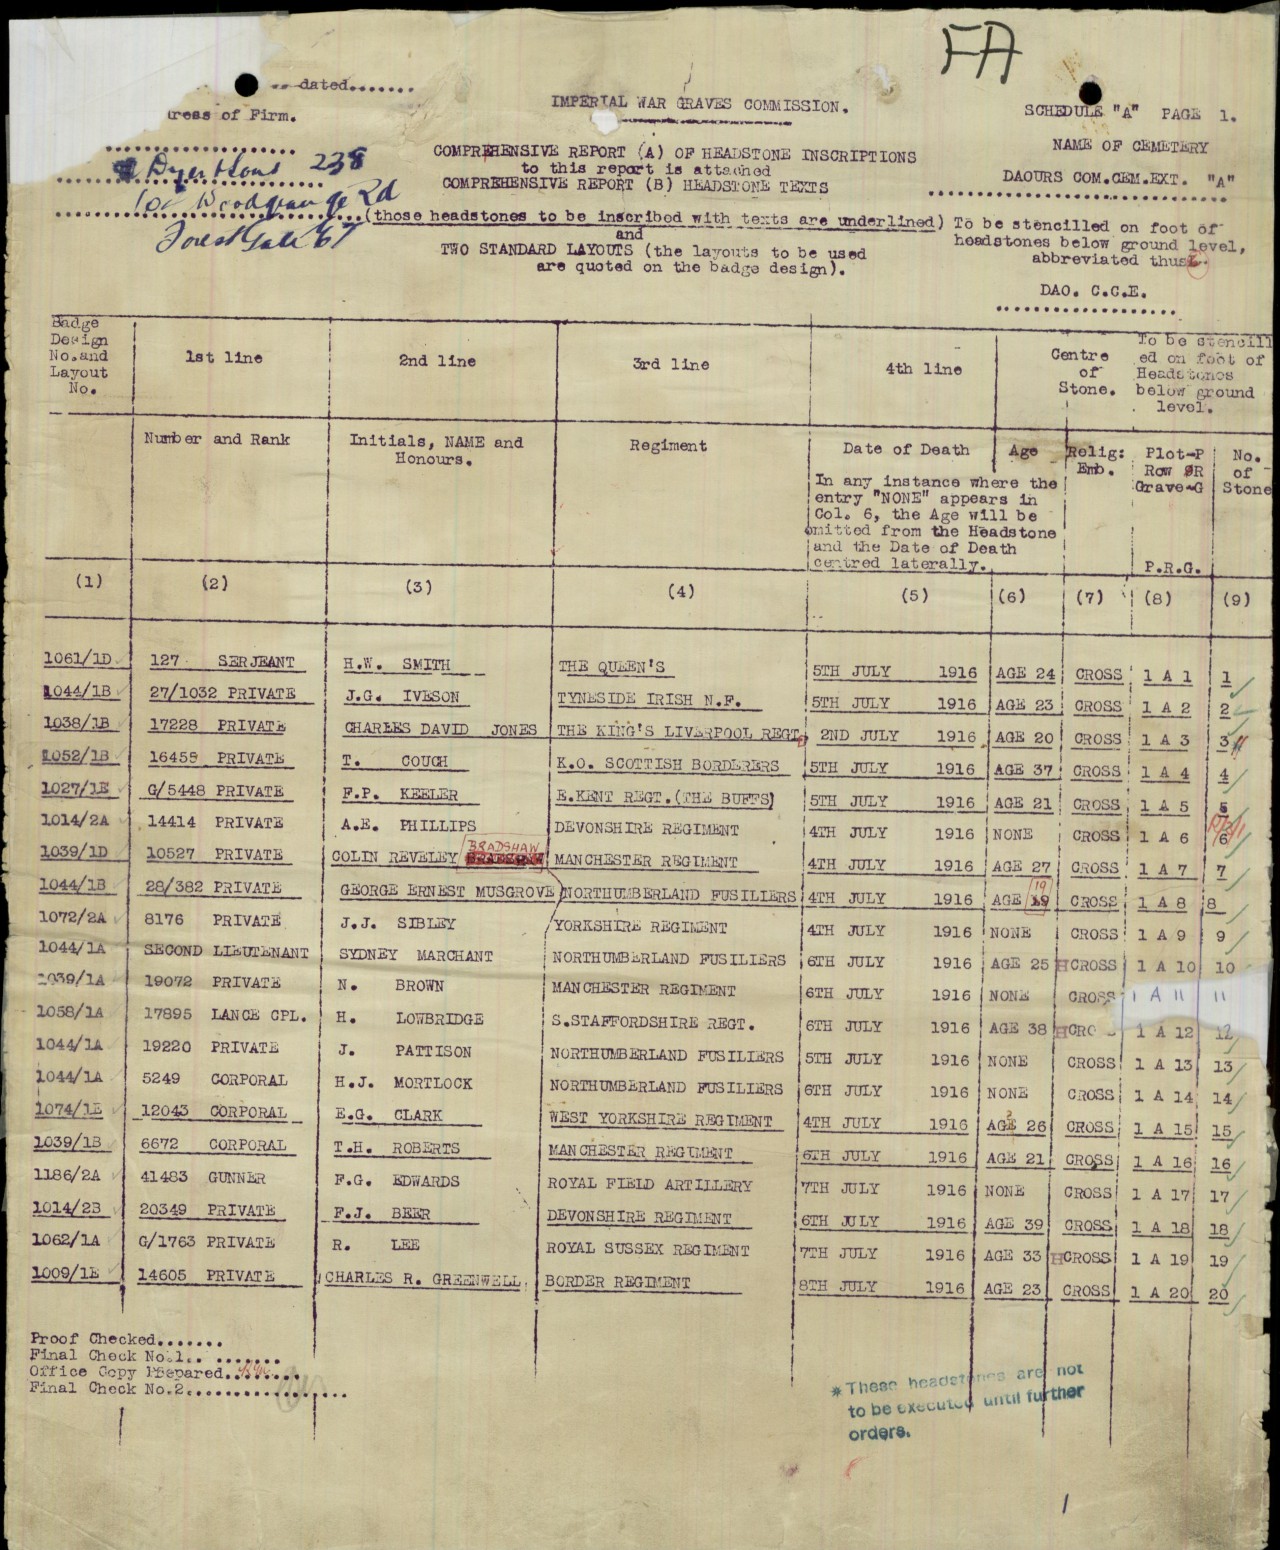 FA
dated.......
IMPERIAL WAR GRAVES COMMISSION.
SCHEDULE "A" PAGE 1.
ress of Firm.
COMPREHENSIVE REPORT (A) OF HEADSTONE INSCRIPTIONS
NAME OF CEMETERY
to this report is attached
DAOURS COM.CEM.EXT. "A"
COMPREHENSIVE REPORT (B) HEADSTONE TEXTS
Dyer & Sons 238
Woodgrange Rd
Forest Gate E7
(those headstones to be inscribed with texts are underlined)
and
TWO STANDARD LAYOUTS (the layouts to be used
are quoted on the badge design).
To be stencilled on foot of
headstones below ground level,
abbreviated thus:
DAO. C.C.E.
Badge Design No.and Layout No. 1st line 2nd line 3rd line 4th line Centre of Stone. To be stencill ed on foot of Headstones below ground level.
Number and Rank Initials, NAME and Honours. Regiment Date of Death Age Relig: Emb. Plot-P Row OR Grave-G No. of Stone
In any instance where the
entry "NONE" appears in
Col. 6, the Age will be
omitted from the Headstone
and the Date of Death
centred laterally.
P.R.G.
(1) (2) (3) (4) (5) (6) (7) (8) (9)
1061/1D 127 SERJEANT H.W. SMITH THE QUEEN'S 5TH JULY 1916 AGE 24 CROSS 1 A 1 1
1044/1B 27/1032 PRIVATE J.G. IVESON TYNESIDE IRISH N.F. 5TH JULY 1916 AGE 23 CROSS 1 A 2 2
1038/1B 17228 PRIVATE CHARLES DAVID JONES THE KING'S LIVERPOOL REGT. 2ND JULY 1916 AGE 20 CROSS 1 A 3 3
1052/1B 16459 PRIVATE T. COUCH K.O. SCOTTISH BORDERERS 5TH JULY 1916 AGE 37 CROSS 1 A 4 4
1027/1E G/5448 PRIVATE F.P. KEELER E.KENT REGT.(THE BUFFS) 5TH JULY 1916 AGE 21 CROSS 1 A 5 5
1014/2A 14414 PRIVATE A.E. PHILLIPS DEVONSHIRE REGIMENT 4TH JULY 1916 NONE CROSS 1 A 6 6
1039/1D 10527 PRIVATE COLIN REVELEY BRADSHAW MANCHESTER REGIMENT 4TH JULY 1916 AGE 27 CROSS 1 A 7 7
1044/1B 28/382 PRIVATE GEORGE ERNEST MUSGROVE NORTHUMBERLAND FUSILIERS 4TH JULY 1916 AGE 19 CROSS 1 A 8 8
1072/2A 8176 PRIVATE J.J. SIBLEY YORKSHIRE REGIMENT 4TH JULY 1916 NONE CROSS 1 A 9 9
1044/1A SECOND LIEUTENANT SYDNEY MARCHANT NORTHUMBERLAND FUSILIERS 6TH JULY 1916 AGE 25 CROSS 1 A 10 10
1039/1A 19072 PRIVATE N. BROWN MANCHESTER REGIMENT 6TH JULY 1916 NONE CROSS 1 A 11 11
1058/1A 17895 LANCE CPL. H. LOWBRIDGE S.STAFFORDSHIRE REGT. 6TH JULY 1916 AGE 38 CROSS 1 A 12 12
1044/1A 19220 PRIVATE J. PATTISON NORTHUMBERLAND FUSILIERS 5TH JULY 1916 NONE CROSS 1 A 13 13
1044/1A 5249 CORPORAL H.J. MORTLOCK NORTHUMBERLAND FUSILIERS 6TH JULY 1916 NONE CROSS 1 A 14 14
1074/1E 12043 CORPORAL E.G. CLARK WEST YORKSHIRE REGIMENT 4TH JULY 1916 AGE 26 CROSS 1 A 15 15
1039/1B 6672 CORPORAL T.H. ROBERTS MANCHESTER REGIMENT 6TH JULY 1916 AGE 21 CROSS 1 A 16 16
1186/2A 41483 GUNNER F.G. EDWARDS ROYAL FIELD ARTILLERY 7TH JULY 1916 NONE CROSS 1 A 17 17
1014/2B 20349 PRIVATE F.J. BEER DEVONSHIRE REGIMENT 6TH JULY 1916 AGE 39 CROSS 1 A 18 18
1062/1A G/1763 PRIVATE R. LEE ROYAL SUSSEX REGIMENT 7TH JULY 1916 AGE 33 CROSS 1 A 19 19
1009/1E 14605 PRIVATE CHARLES R. GREENWELL BORDER REGIMENT 8TH JULY 1916 AGE 23 CROSS 1 A 20 20
Proof Checked.......
Final Check No.1.. .......
Office Copy Prepared.......
Final Check No.2...................
* These headstones are not
to be executed until further
orders.
1